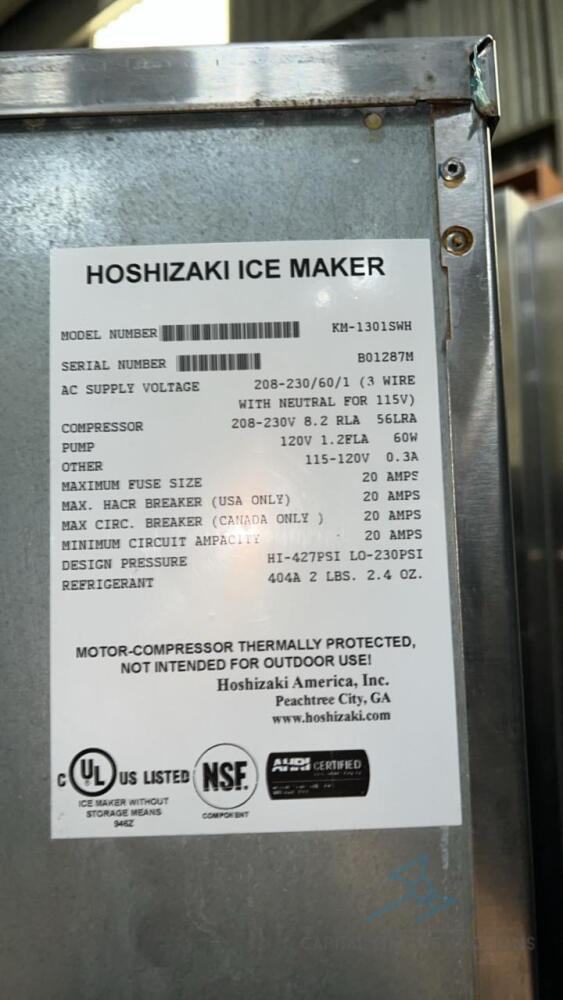 HOSHIZAKI ICE MAKER
MODEL NUMBER KM-1301SWH
SERIAL NUMBER B01287M
AC SUPPLY VOLTAGE 208-230/60/1 (3 WIRE
WITH NEUTRAL FOR 115V)
COMPRESSOR 208-230V 8.2 RLA 56LRA
PUMP 120V 1.2FLA 60W
OTHER 115-120V 0.3A
MAXIMUM FUSE SIZE 20 AMPS
MAX. HACR BREAKER (USA ONLY) 20 AMPS
MAX CIRC. BREAKER (CANADA ONLY ) 20 AMPS
MINIMUM CIRCUIT AMPACITY 20 AMPS
DESIGN PRESSURE HI-427PSI LO-230PSI
REFRIGERANT 404A 2 LBS. 2.4 OZ.
MOTOR-COMPRESSOR THERMALLY PROTECTED,
NOT INTENDED FOR OUTDOOR USE!
Hoshizaki America, Inc.
Peachtree City, GA
www.hoshizaki.com
C UL US LISTED NSF. AHRI CERTIFIED
ICE MAKER WITHOUT
STORAGE MEANS
946Z
COMPONENT